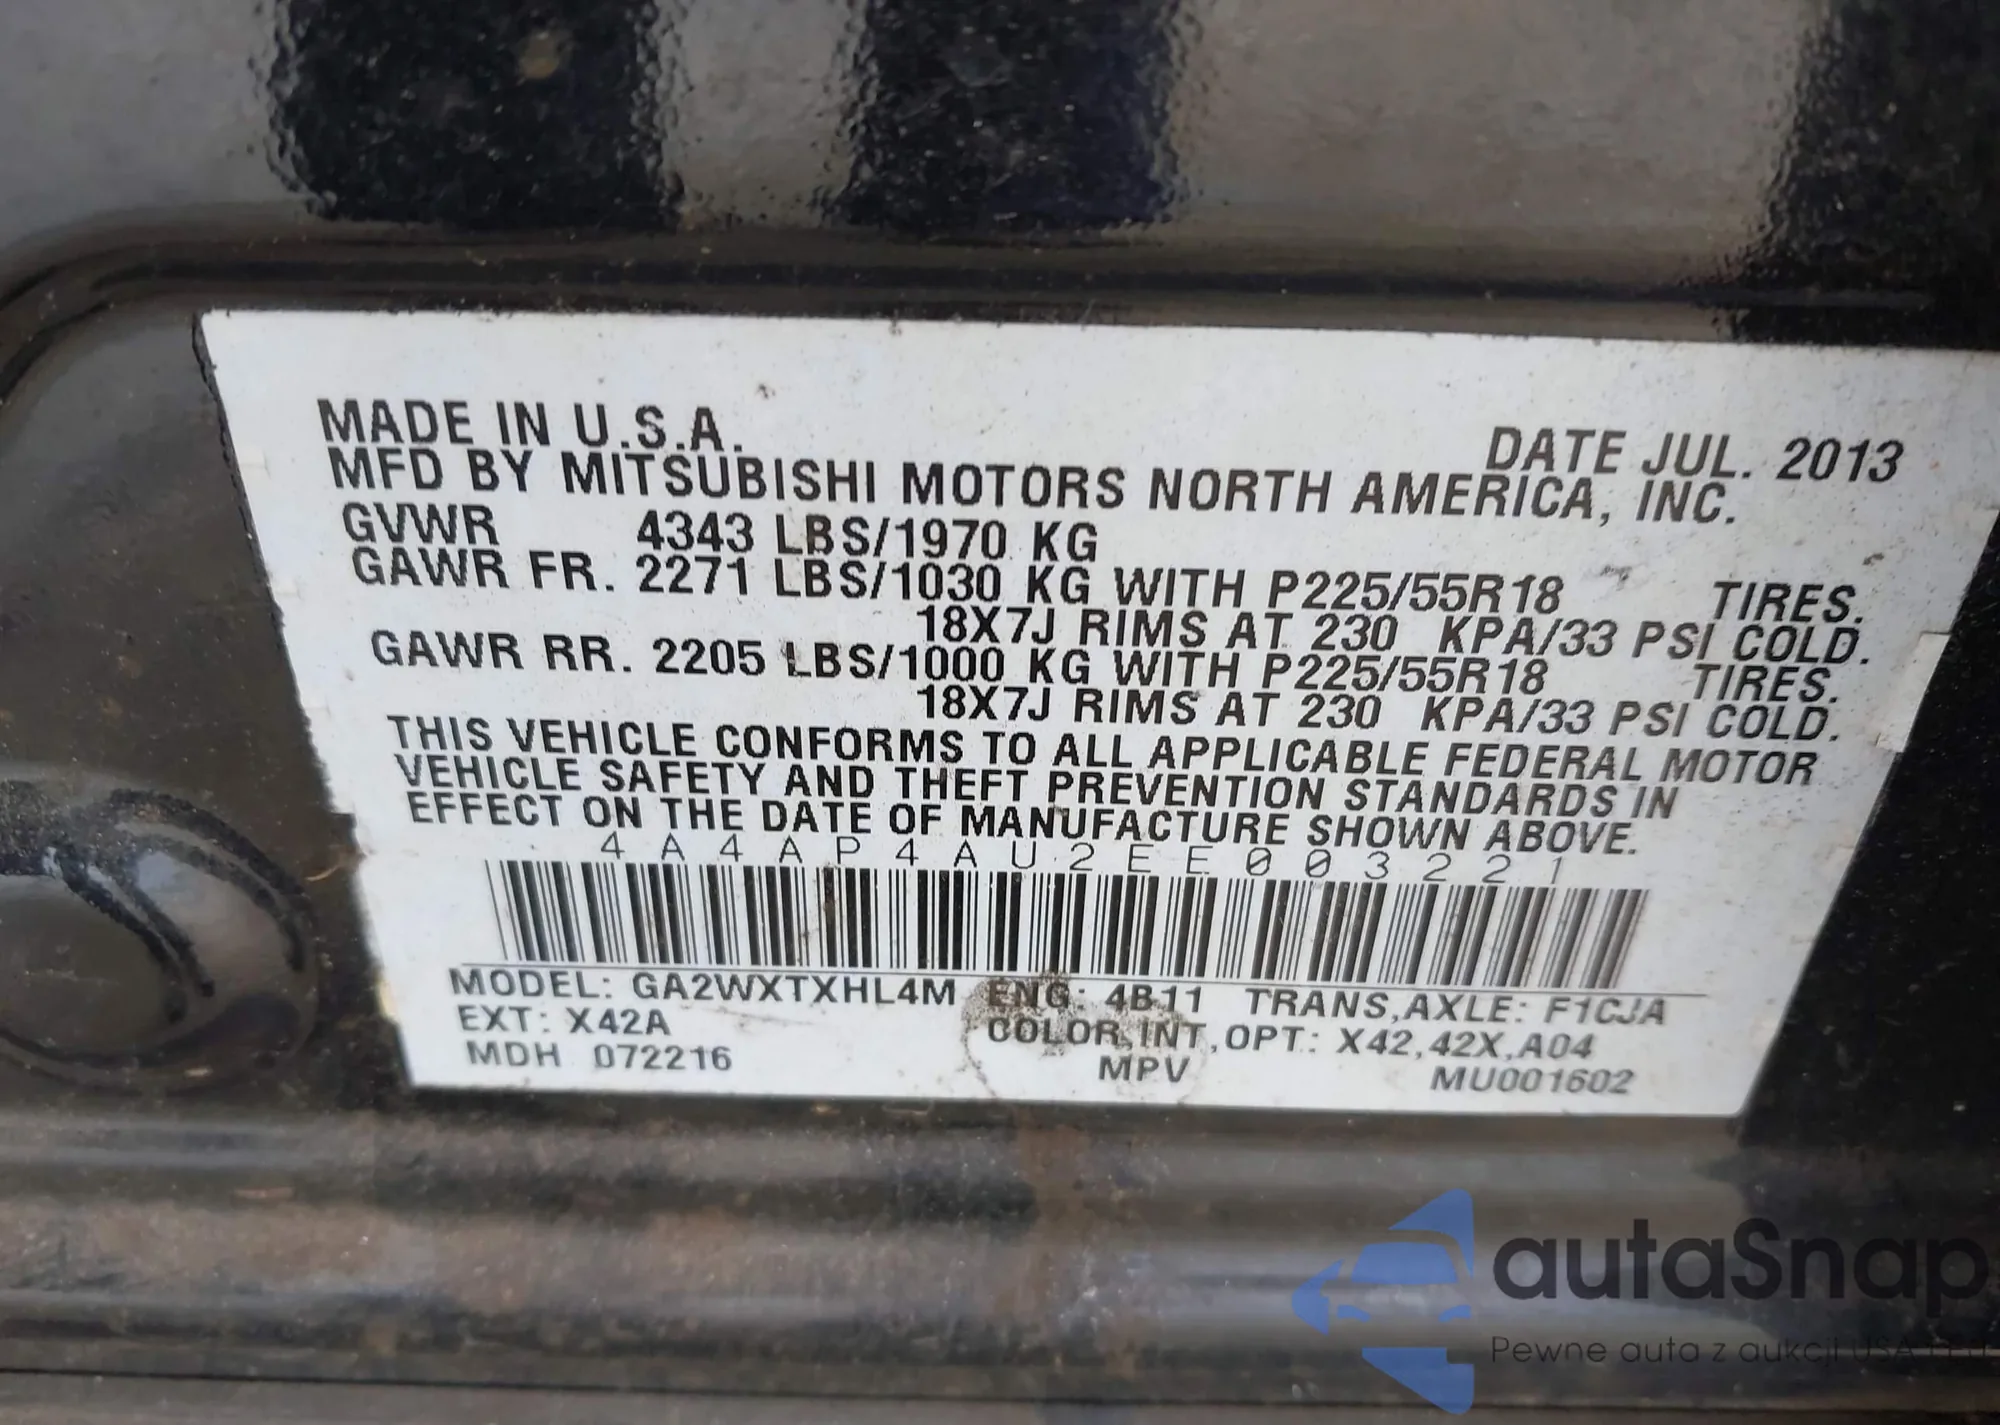 MADE IN U.S.A. DATE JUL. 2013
MFD BY MITSUBISHI MOTORS NORTH AMERICA, INC.
GVWR 4343 LBS/1970 KG
GAWR FR. 2271 LBS/1030 KG WITH P225/55R18 TIRES.
18X7J RIMS AT 230 KPA/33 PSI COLD.
GAWR RR. 2205 LBS/1000 KG WITH P225/55R18 TIRES.
18X7J RIMS AT 230 KPA/33 PSI COLD.
THIS VEHICLE CONFORMS TO ALL APPLICABLE FEDERAL MOTOR
VEHICLE SAFETY AND THEFT PREVENTION STANDARDS IN
EFFECT ON THE DATE OF MANUFACTURE SHOWN ABOVE.
4A4AP4AU2EE003221
MODEL: GA2WXTXHL4M ENG: 4B11 TRANS,AXLE: F1CJA
EXT: X42A COLOR,INT,OPT: X42,42X,A04
MDH 072216 MPV MU001602
autaSnap
Pewne auta z aukcji USA